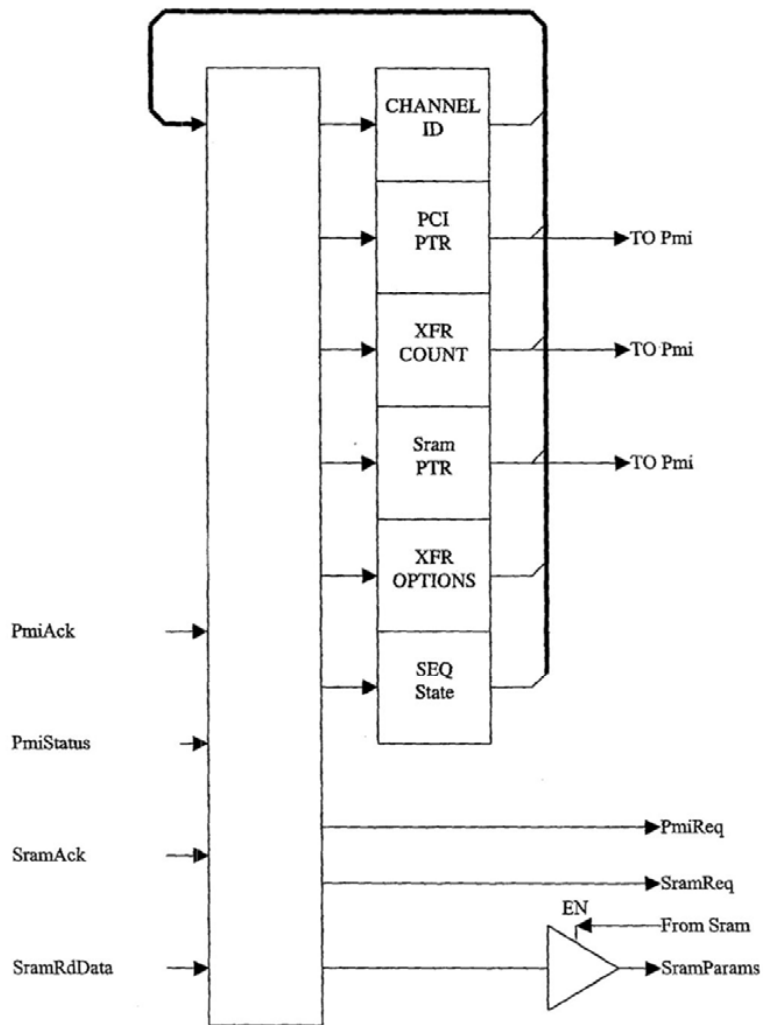 CHANNEL
ID
PCI
PTR
TO Pmi
XFR
COUNT
TO Pmi
Sram
PTR
TO Pmi
XFR
OPTIONS
PmiAck
SEQ
State
PmiStatus
PmiReq
SramAck
SramReq
EN
From Sram
SramRdData
SramParams